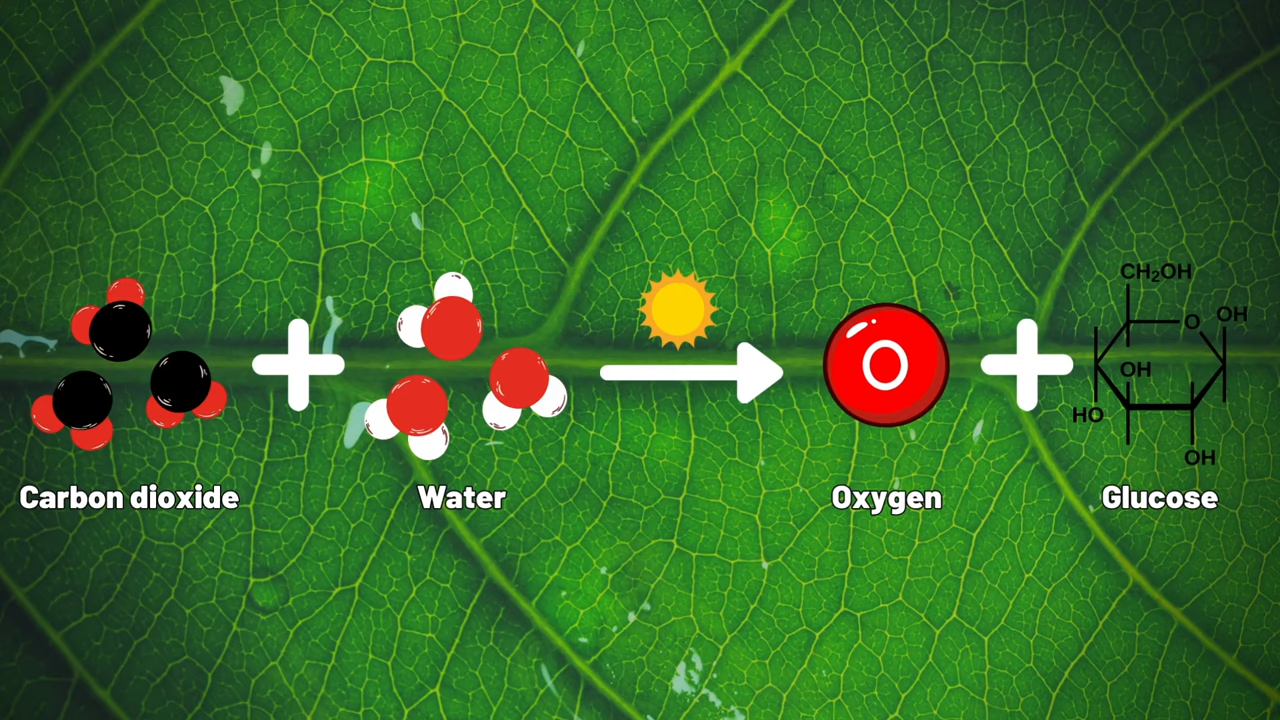 CH₂OH
O
OH
OH
HO
OH
O
Carbon dioxide
Water
Oxygen
Glucose